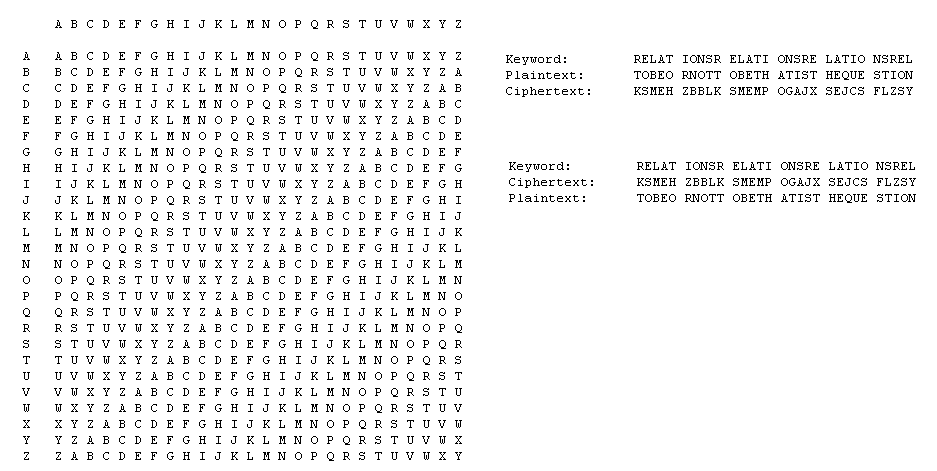 A B C D E F G H I J K L M N O P Q R S T U V W X Y Z
A A B C D E F G H I J K L M N O P Q R S T U V W X Y Z
B B C D E F G H I J K L M N O P Q R S T U V W X Y Z A
C C D E F G H I J K L M N O P Q R S T U V W X Y Z A B
D D E F G H I J K L M N O P Q R S T U V W X Y Z A B C
E E F G H I J K L M N O P Q R S T U V W X Y Z A B C D
F F G H I J K L M N O P Q R S T U V W X Y Z A B C D E
G G H I J K L M N O P Q R S T U V W X Y Z A B C D E F
H H I J K L M N O P Q R S T U V W X Y Z A B C D E F G
I I J K L M N O P Q R S T U V W X Y Z A B C D E F G H
J J K L M N O P Q R S T U V W X Y Z A B C D E F G H I
K K L M N O P Q R S T U V W X Y Z A B C D E F G H I J
L L M N O P Q R S T U V W X Y Z A B C D E F G H I J K
M M N O P Q R S T U V W X Y Z A B C D E F G H I J K L
N N O P Q R S T U V W X Y Z A B C D E F G H I J K L M
O O P Q R S T U V W X Y Z A B C D E F G H I J K L M N
P P Q R S T U V W X Y Z A B C D E F G H I J K L M N O
Q Q R S T U V W X Y Z A B C D E F G H I J K L M N O P
R R S T U V W X Y Z A B C D E F G H I J K L M N O P Q
S S T U V W X Y Z A B C D E F G H I J K L M N O P Q R
T T U V W X Y Z A B C D E F G H I J K L M N O P Q R S
U U V W X Y Z A B C D E F G H I J K L M N O P Q R S T
V V W X Y Z A B C D E F G H I J K L M N O P Q R S T U
W W X Y Z A B C D E F G H I J K L M N O P Q R S T U V
X X Y Z A B C D E F G H I J K L M N O P Q R S T U V W
Y Y Z A B C D E F G H I J K L M N O P Q R S T U V W X
Z Z A B C D E F G H I J K L M N O P Q R S T U V W X Y
Keyword: RELAT IONSR ELATI ONSRE LATIO NSREL
Plaintext: TOBEO RNOTT OBETH ATIST HEQUE STION
Ciphertext: KSMEH ZBBLK SMEMP OGAJX SEJCS FLZSY
Keyword: RELAT IONSR ELATI ONSRE LATIO NSREL
Ciphertext: KSMEH ZBBLK SMEMP OGAJX SEJCS FLZSY
Plaintext: TOBEO RNOTT OBETH ATIST HEQUE STION